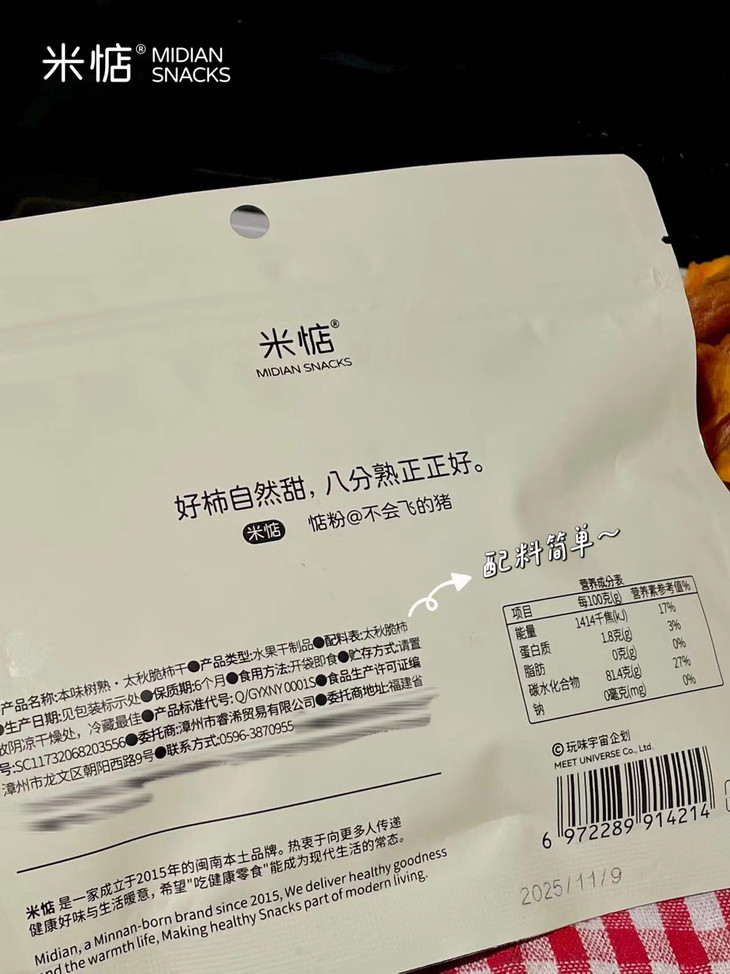 米惦® MIDIAN
SNACKS
米惦®
MIDIAN SNACKS
好柿自然甜，八分熟正正好。
米惦 惦粉@不会飞的猪
配料简单～
产品名称:本味树熟·太秋脆柿干●产品类型:水果干制品●配料表:太秋脆柿
●生产日期:见包装标示处●保质期:6个月●食用方法:开袋即食●贮存方式:请置
放阴凉干燥处，冷藏最佳●产品标准代号:Q/GYXNY 0001S●食品生产许可证编
号:SC11732068203556●委托商:漳州市睿浠贸易有限公司●委托商地址:福建省
漳州市龙文区朝阳西路9号●联系方式:0596-3870955
营养成分表
项目 每100克(g) 营养素参考值%
能量 1414千焦(kJ) 17%
蛋白质 1.8克(g) 3%
脂肪 0克(g) 0%
碳水化合物 81.4克(g) 27%
钠 0毫克(mg) 0%
©玩味宇宙企划
MEET UNIVERSE Co., Ltd.
6 972289 914214
2025/11/9
米惦 是一家成立于2015年的闽南本土品牌。热衷于向更多人传递
健康好味与生活暖意，希望"吃健康零食"能成为现代生活的常态。
Midian, a Minnan-born brand since 2015, We deliver healthy goodness
and the warmth life, Making healthy Snacks part of modern living.